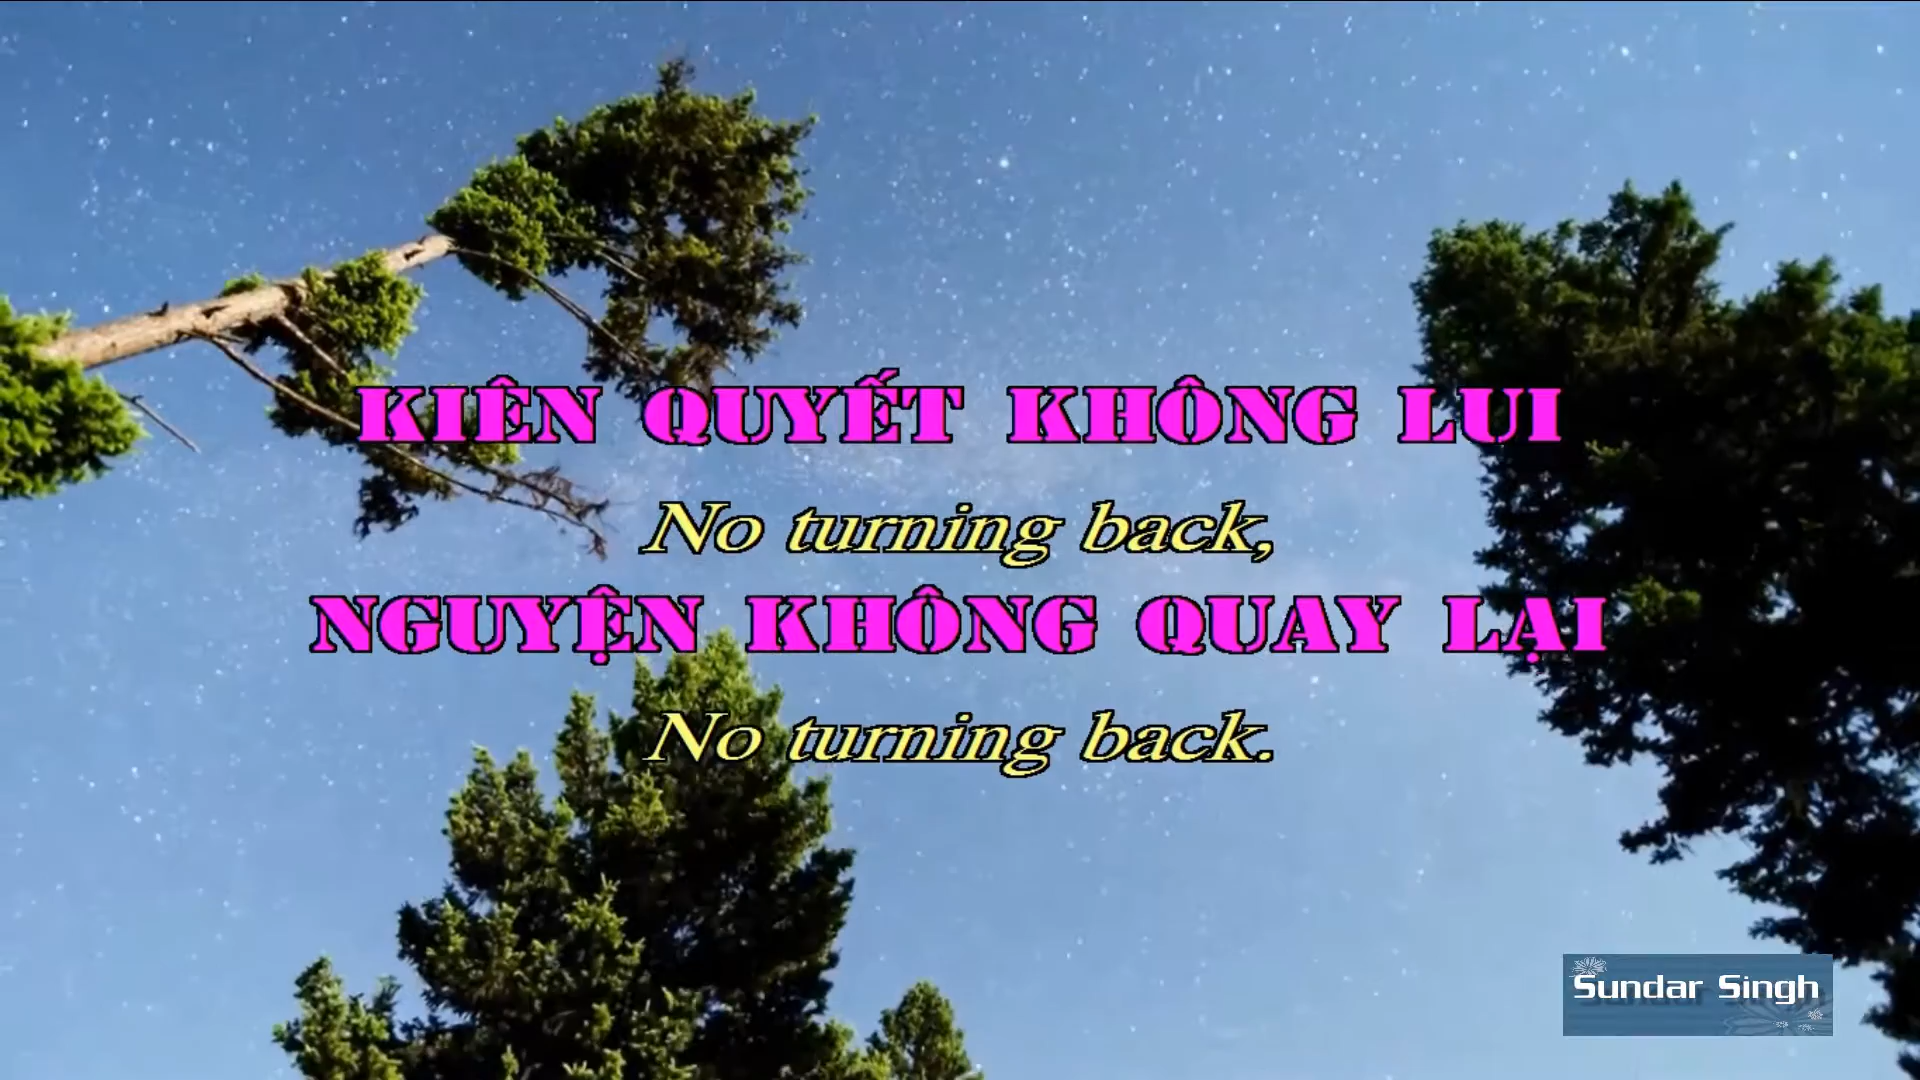 KIÊN QUYẾT KHÔNG LUI
No turning back,
NGUYỆN KHÔNG QUAY LẠI
No turning back.
Sundar Singh